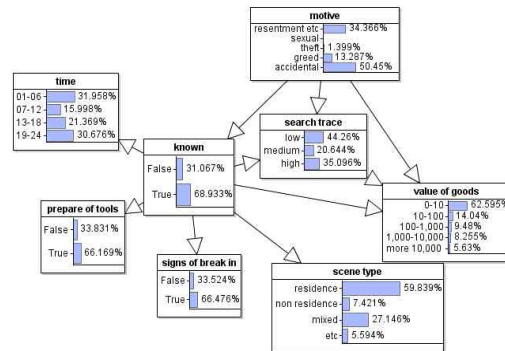 motive
resentment etc 34.366%
sexual
theft 1.399%
greed 13.287%
accidental 50.45%
time
01-06 31.958%
07-12 15.998%
13-18 21.369%
19-24 30.676%
search trace
low 44.26%
medium 20.644%
high 35.096%
known
False 31.067%
True 68.933%
value of goods
0-10 62.595%
10-100 14.04%
100-1,000 9.48%
1,000-10,000 8.255%
more 10,000 5.63%
prepare of tools
False 33.831%
True 66.169%
signs of break in
False 33.524%
True 66.476%
scene type
residence 59.839%
non residence 7.421%
mixed 27.146%
etc 5.594%